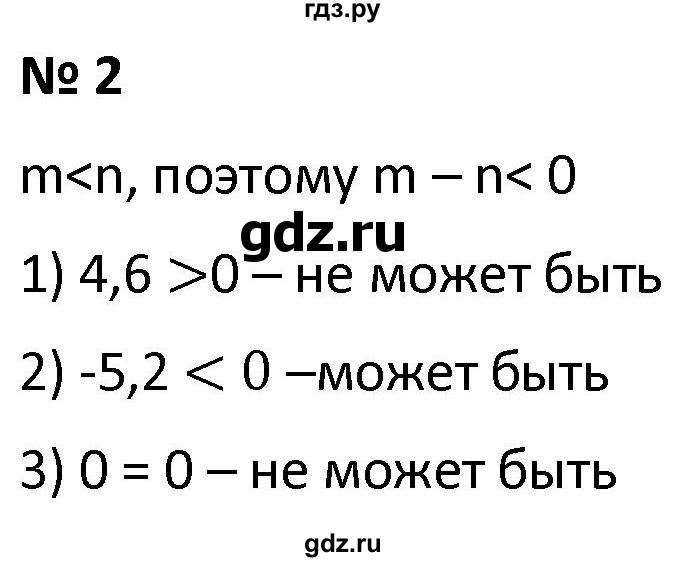 гдз.ру
№ 2
m<n, поэтому m – n< 0
gdz.ru
1) 4,6 >0 – не может быть
2) -5,2 < 0 –может быть
3) 0 = 0 – не может быть
gdz.ru